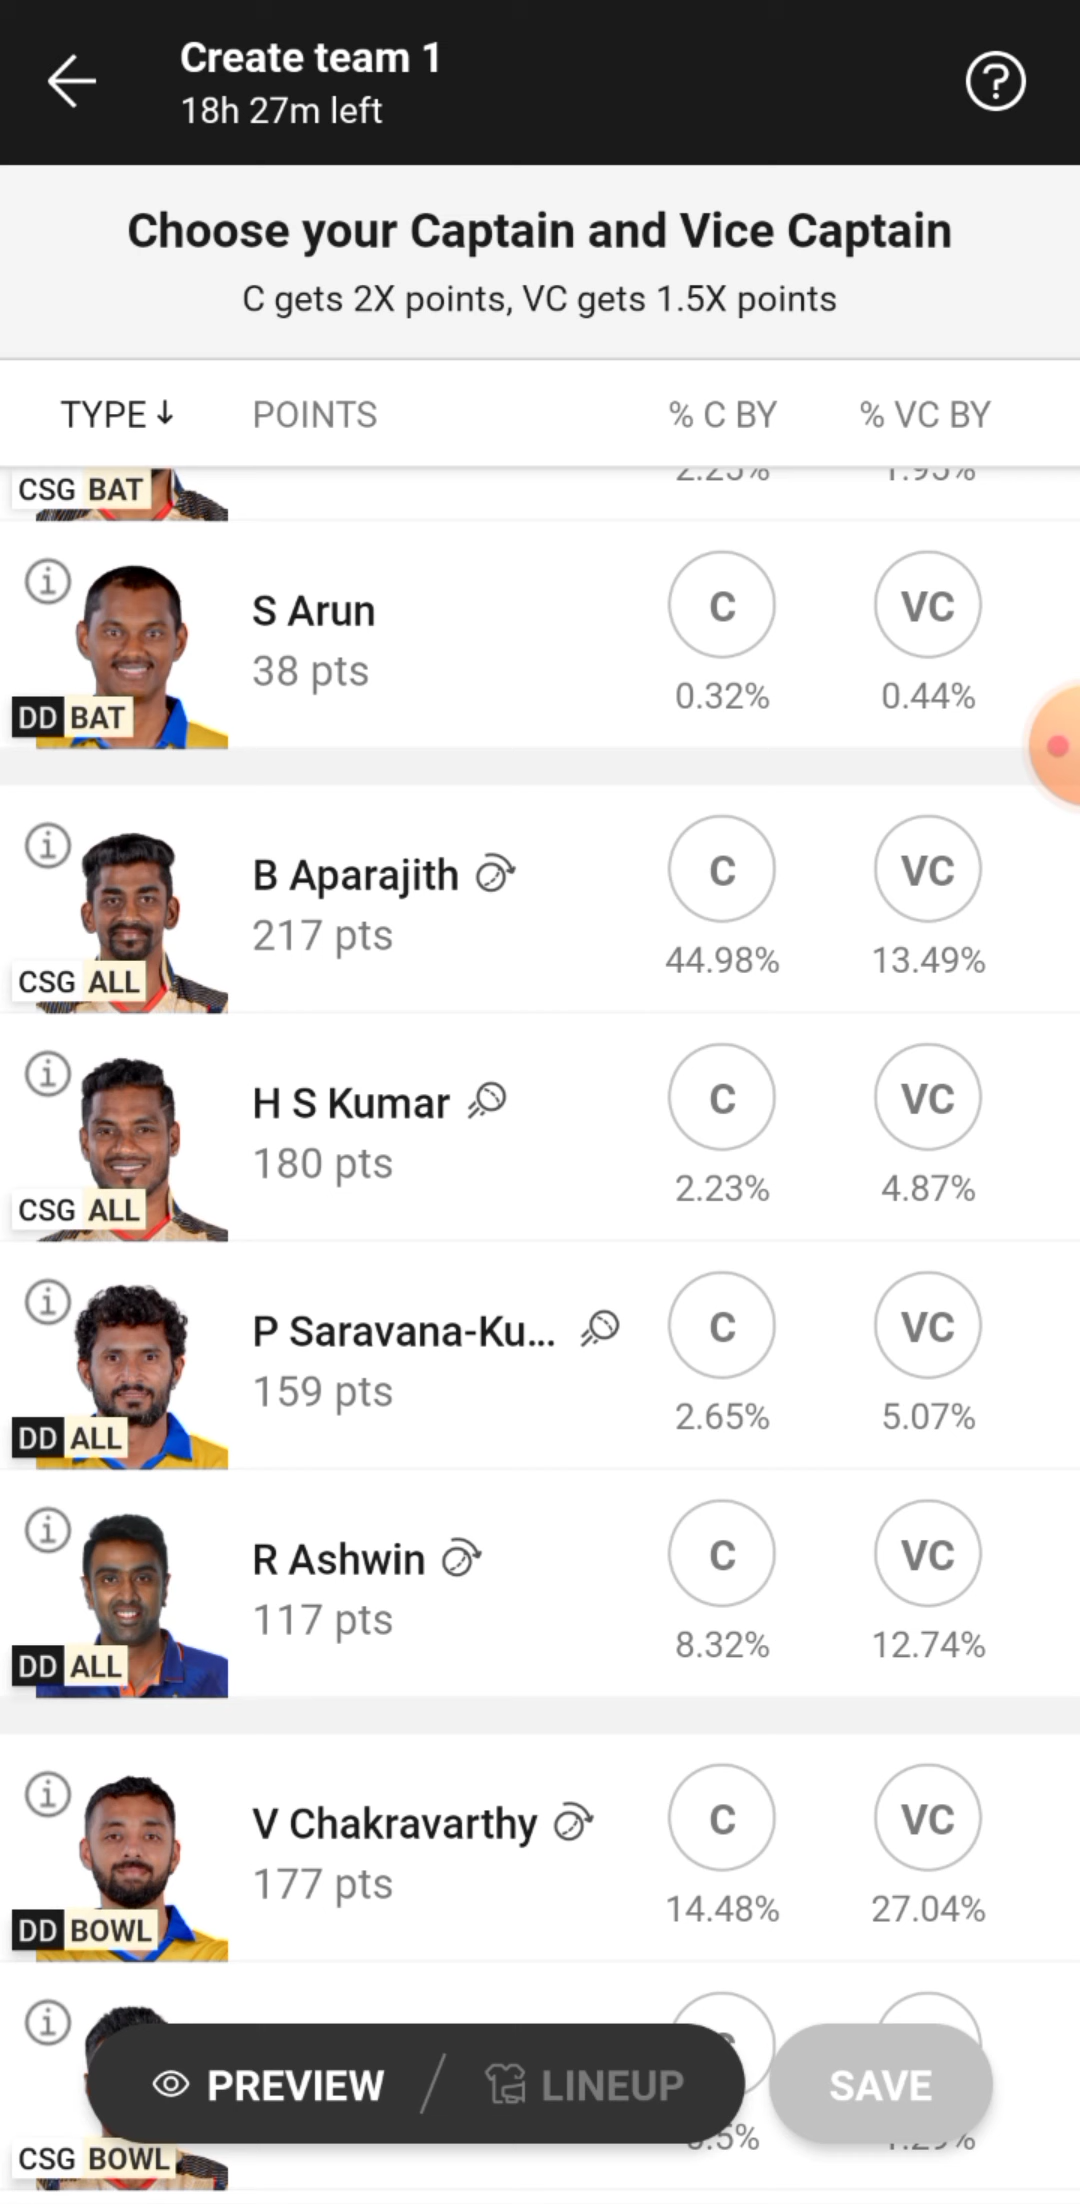 Create team 1
18h 27m left
Choose your Captain and Vice Captain
C gets 2X points, VC gets 1.5X points
TYPE↓ POINTS % C BY % VC BY
CSG BAT
S Arun
38 pts
C VC
0.32% 0.44%
DD BAT
B Aparajith
217 pts
C VC
44.98% 13.49%
CSG ALL
H S Kumar
180 pts
C VC
2.23% 4.87%
CSG ALL
P Saravana-Ku...
159 pts
C VC
2.65% 5.07%
DD ALL
R Ashwin
117 pts
C VC
8.32% 12.74%
DD ALL
V Chakravarthy
177 pts
C VC
14.48% 27.04%
DD BOWL
PREVIEW / LINEUP SAVE
CSG BOWL